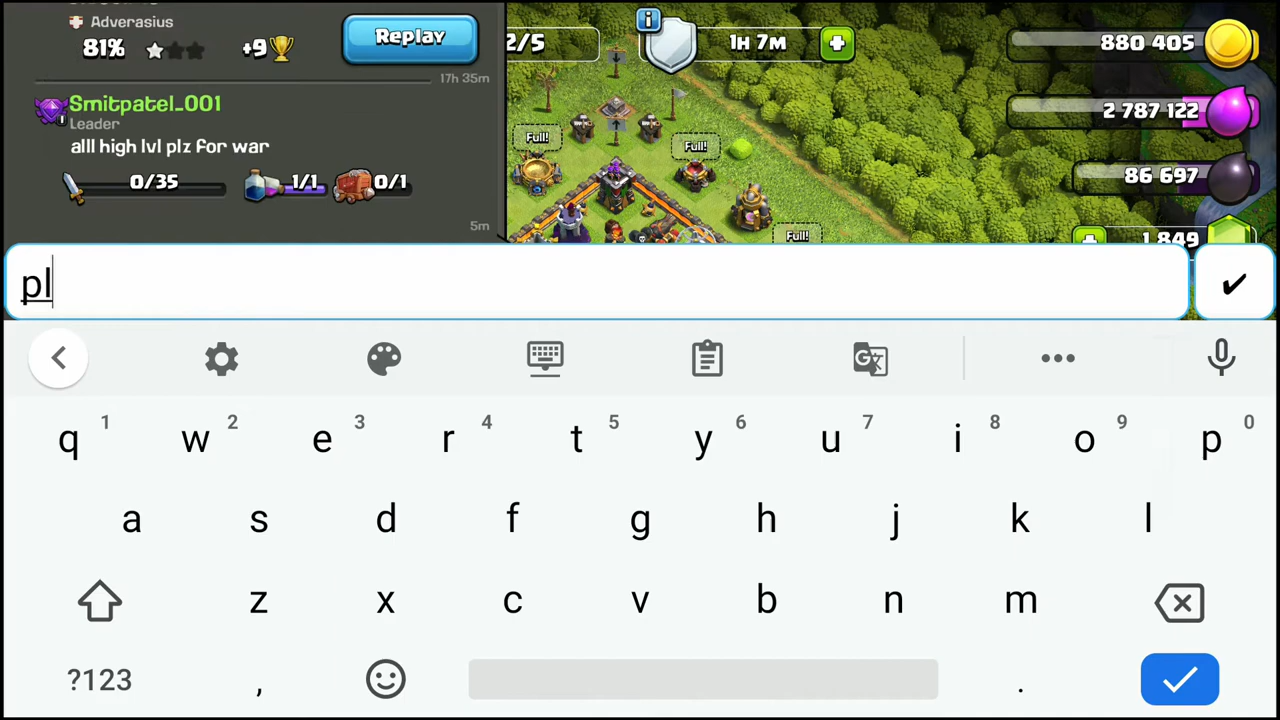 Adverasius
81% +9 Replay
17h 35m
Smitpatel_001
Leader
alll high lvl plz for war
0/35 1/1 0/1
5m
2/5 i 1H 7M +
880 405
2 787 122
86 697
1 849
Full!
Full!
Full!
pl
q 1 w 2 e 3 r 4 t 5 y 6 u 7 i 8 o 9 p 0
a s d f g h j k l
z x c v b n m
?123 , .